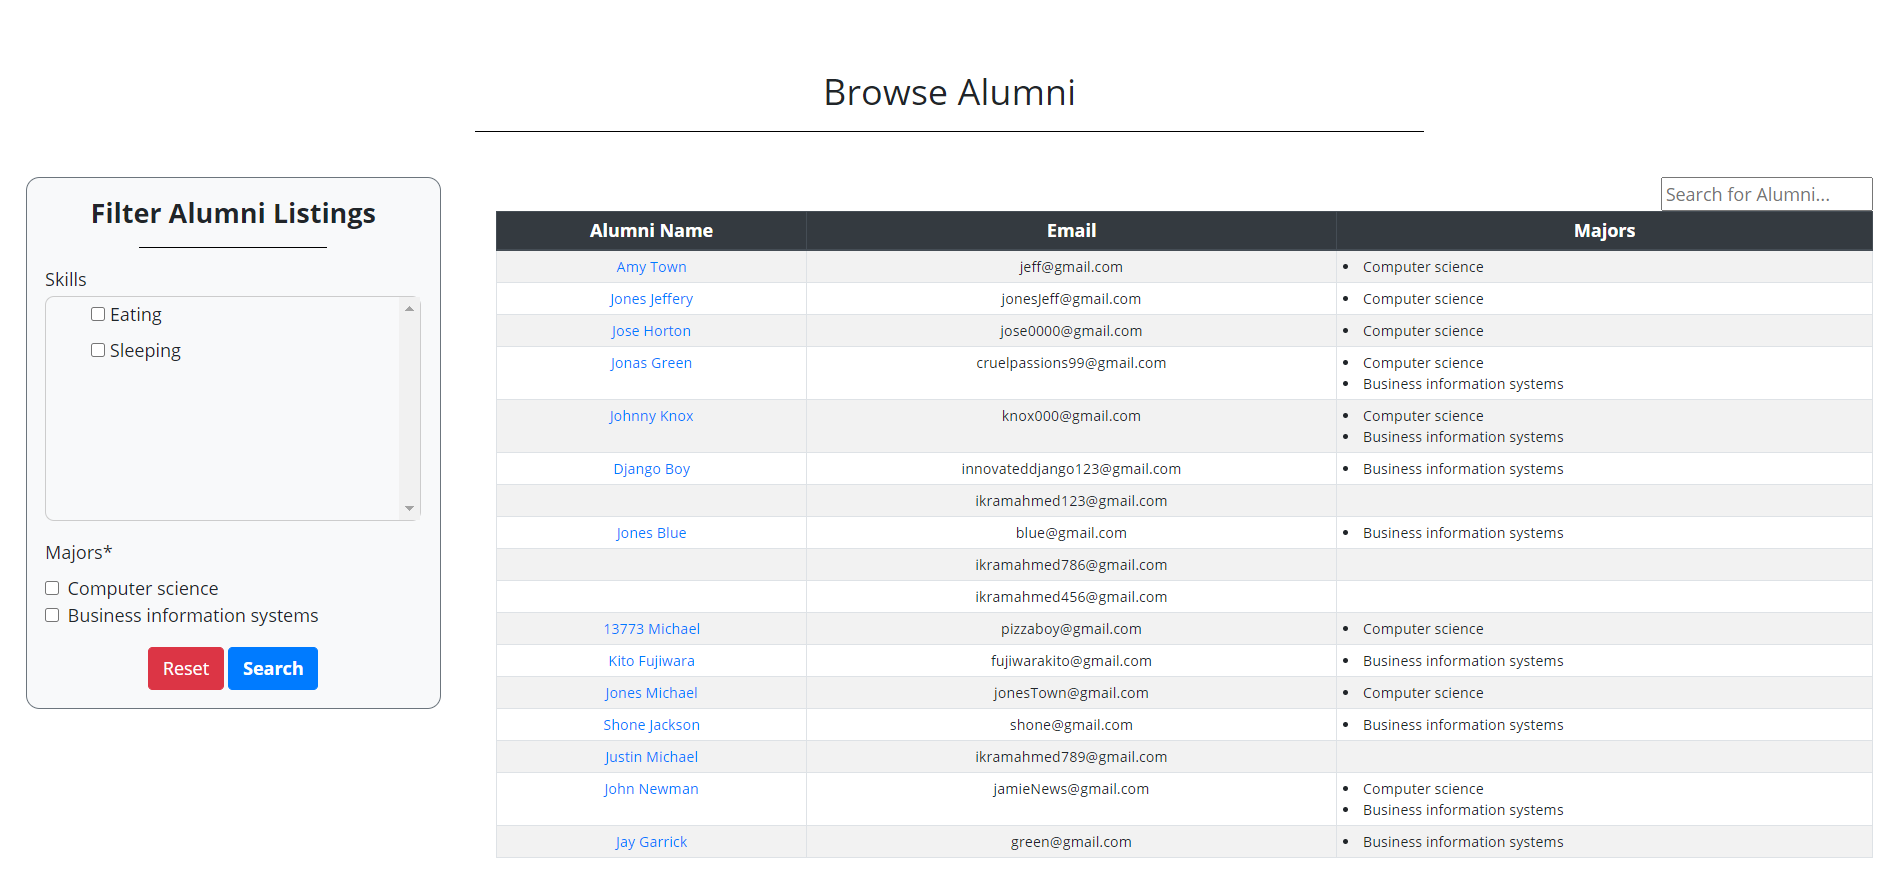 Browse Alumni
Filter Alumni Listings
Skills
Eating
Sleeping
Majors*
Computer science
Business information systems
Reset Search
Search for Alumni...
Alumni Name Email Majors
Amy Town jeff@gmail.com • Computer science
Jones Jeffery jonesJeff@gmail.com • Computer science
Jose Horton jose0000@gmail.com • Computer science
Jonas Green cruelpassions99@gmail.com • Computer science
• Business information systems
Johnny Knox knox000@gmail.com • Computer science
• Business information systems
Django Boy innovateddjango123@gmail.com • Business information systems
ikramahmed123@gmail.com
Jones Blue blue@gmail.com • Business information systems
ikramahmed786@gmail.com
ikramahmed456@gmail.com
13773 Michael pizzaboy@gmail.com • Computer science
Kito Fujiwara fujiwarakito@gmail.com • Business information systems
Jones Michael jonesTown@gmail.com • Computer science
Shone Jackson shone@gmail.com • Business information systems
Justin Michael ikramahmed789@gmail.com
John Newman jamieNews@gmail.com • Computer science
• Business information systems
Jay Garrick green@gmail.com • Business information systems